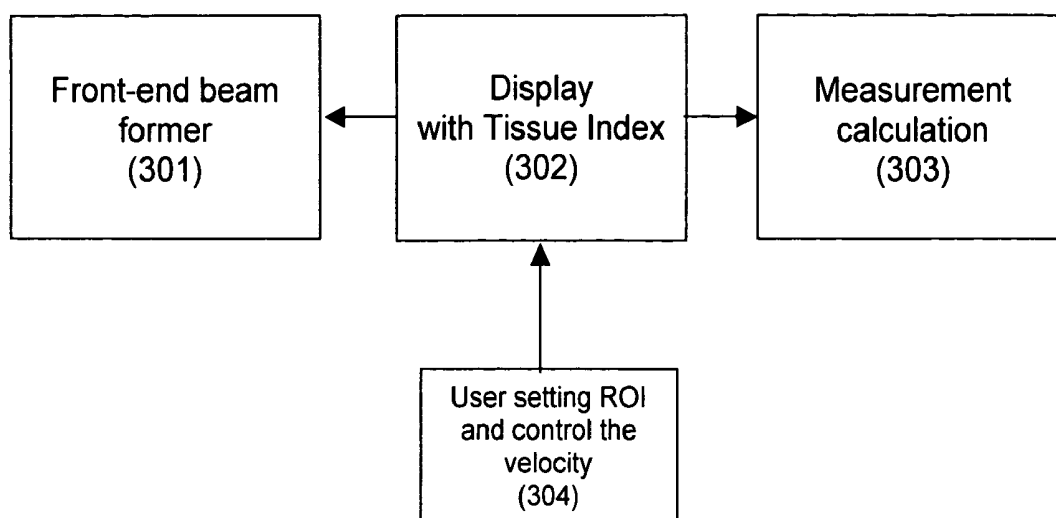 Front-end beam
former
(301)
Display
with Tissue Index
(302)
Measurement
calculation
(303)
User setting ROI
and control the
velocity
(304)